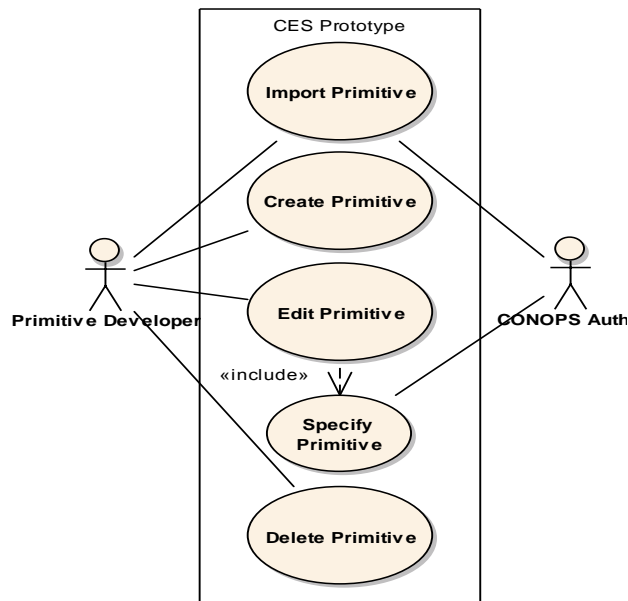 CES Prototype
Import Primitive
Create Primitive
Primitive Developer
Edit Primitive
CONOPS Auth
«include»
Specify
Primitive
Delete Primitive